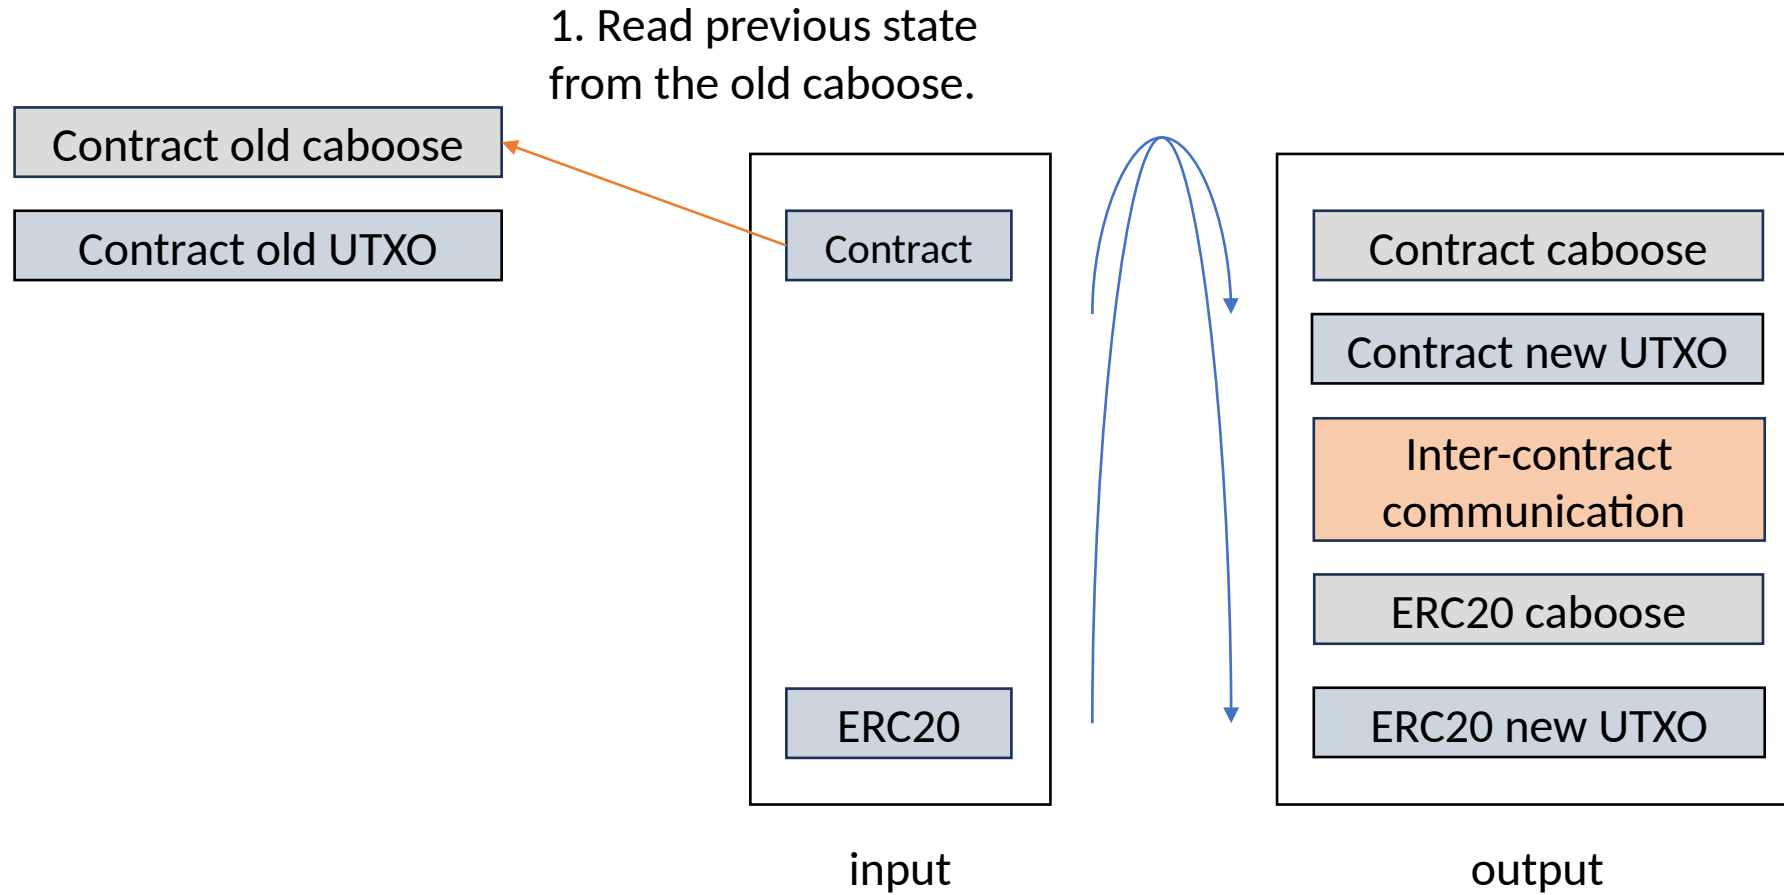 1. Read previous state
from the old caboose.
Contract old caboose
Contract old UTXO
Contract
ERC20
input
Contract caboose
Contract new UTXO
Inter-contract
communication
ERC20 caboose
ERC20 new UTXO
output